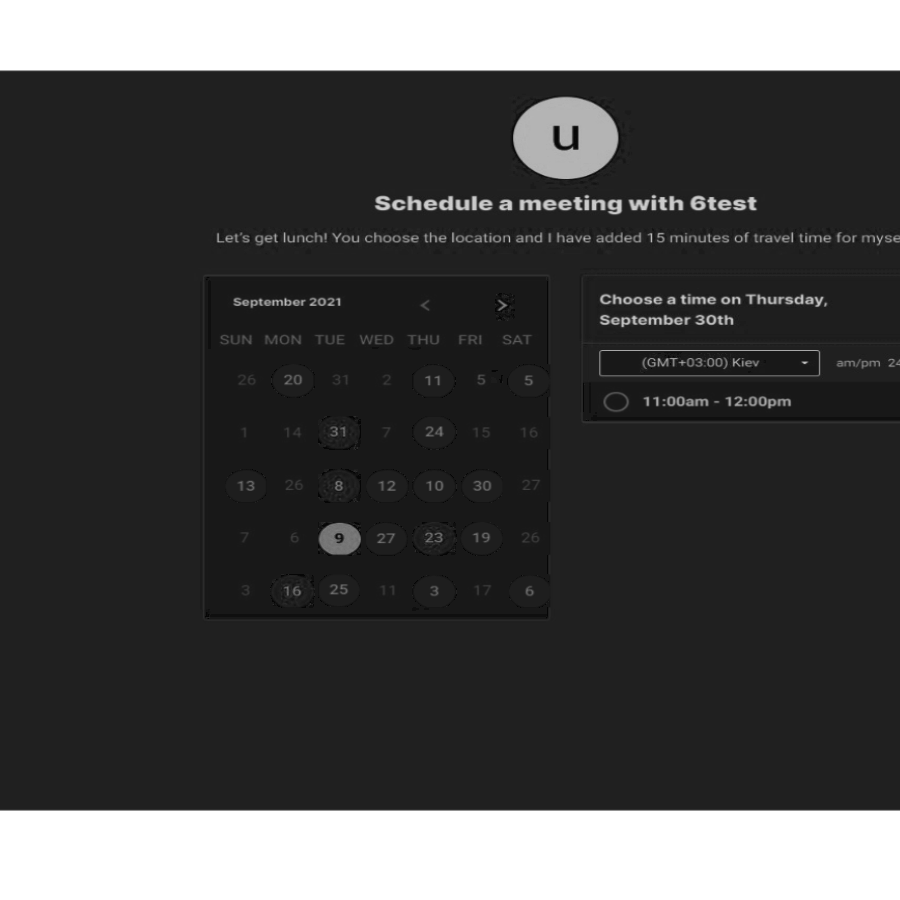 u
Schedule a meeting with 6test
Let's get lunch! You choose the location and I have added 15 minutes of travel time for myse
September 2021 < >
SUN MON TUE WED THU FRI SAT
26 20 31 2 11 5 5
1 14 31 7 24 15 16
13 26 8 12 10 30 27
7 6 9 27 23 19 26
3 16 25 11 3 17 6
Choose a time on Thursday,
September 30th
(GMT+03:00) Kiev
am/pm 24
11:00am - 12:00pm